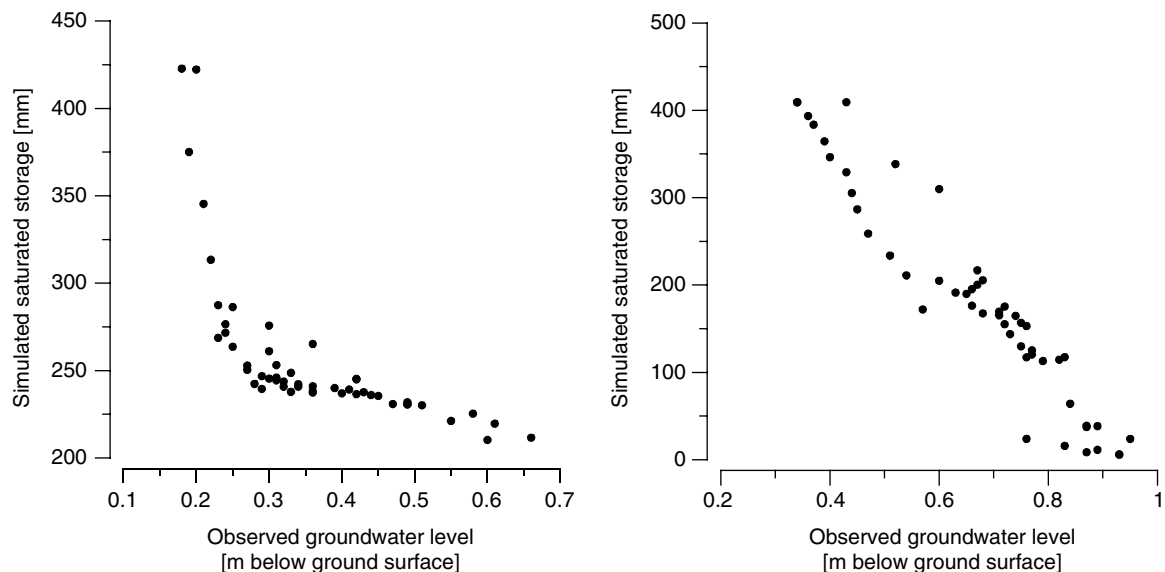 Simulated saturated storage [mm]
450
400
350
300
250
200
0.1 0.2 0.3 0.4 0.5 0.6 0.7
Observed groundwater level
[m below ground surface]
Simulated saturated storage [mm]
500
400
300
200
100
0
0.2 0.4 0.6 0.8 1
Observed groundwater level
[m below ground surface]